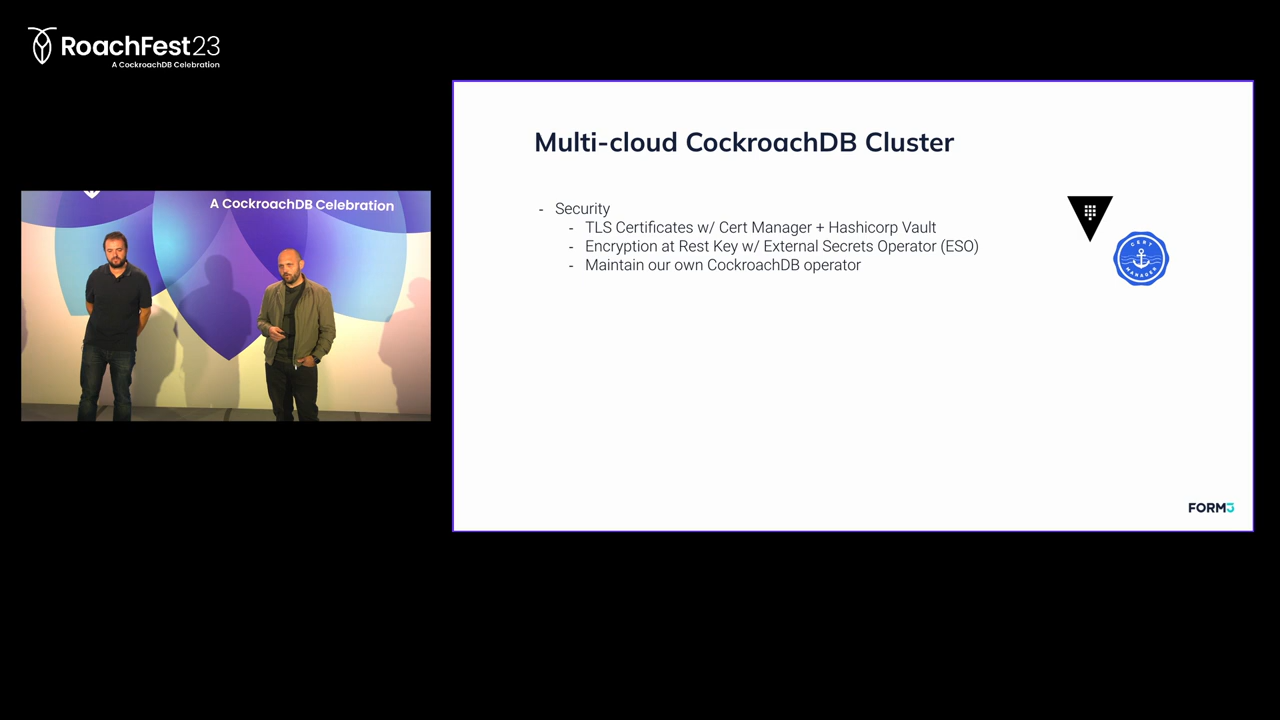 RoachFest23
A CockroachDB Celebration
A CockroachDB Celebration
Multi-cloud CockroachDB Cluster
- Security
- TLS Certificates w/ Cert Manager + Hashicorp Vault
- Encryption at Rest Key w/ External Secrets Operator (ESO)
- Maintain our own CockroachDB operator
CERT
MANAGER
FORM3